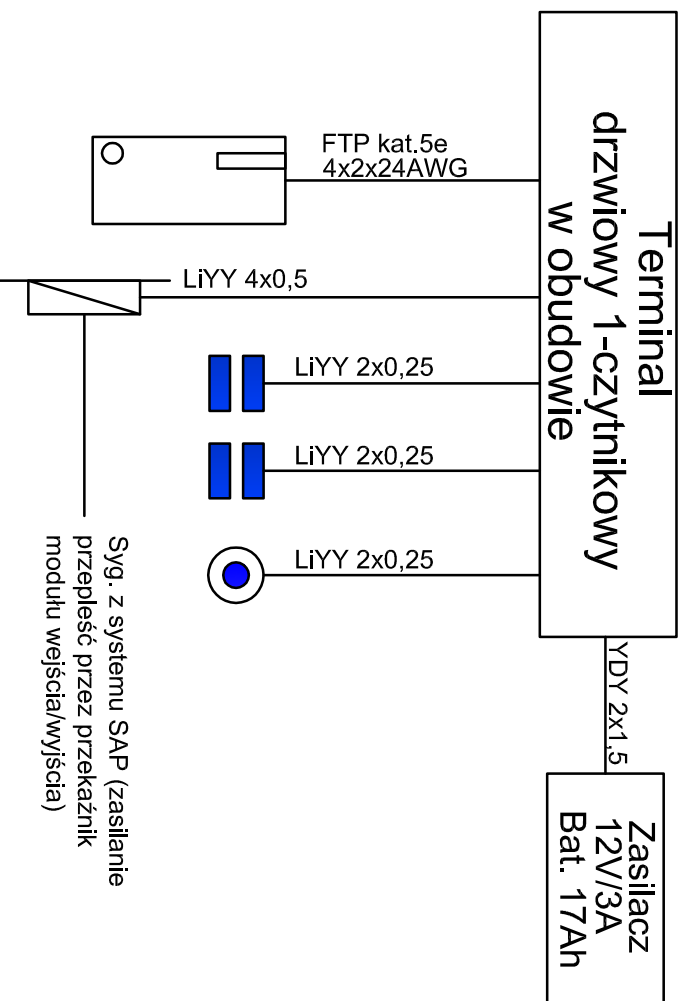 Terminal
drzwiowy 1-czytnikowy
w obudowie
YDY 2x1,5
Zasilacz
12V/3A
Bat. 17Ah
FTP kat.5e
4x2x24AWG
LiYY 4x0,5
LiYY 2x0,25
LiYY 2x0,25
LiYY 2x0,25
Syg. z systemu SAP (zasilanie
przepleść przez przekaźnik
modułu wejścia/wyjścia)